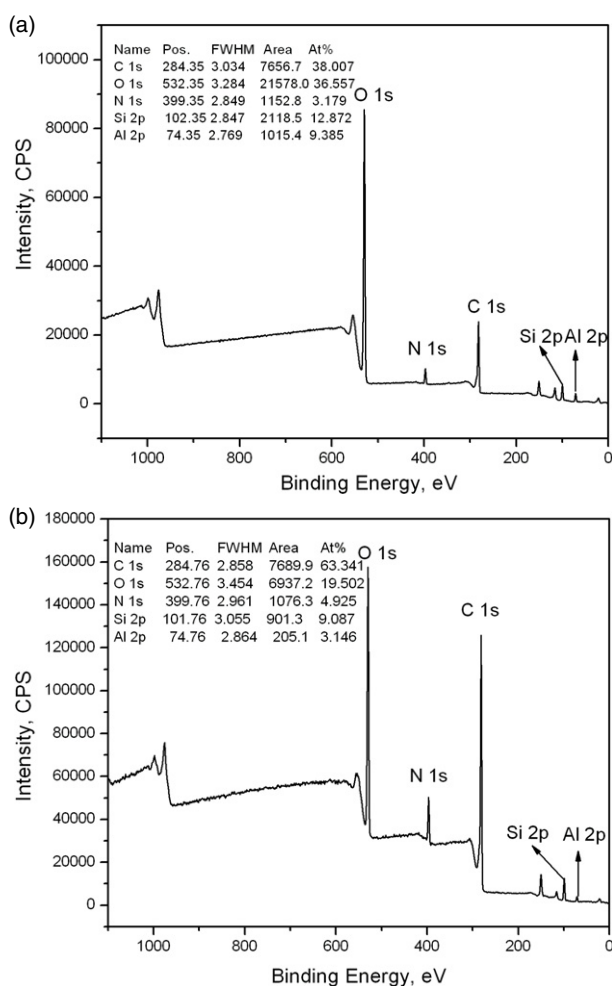 (a)
Name Pos. FWHM Area At%
C 1s 284.35 3.034 7656.7 38.007
O 1s 532.35 3.284 21578.0 36.557
N 1s 399.35 2.849 1152.8 3.179
Si 2p 102.35 2.847 2118.5 12.872
Al 2p 74.35 2.769 1015.4 9.385
O 1s
N 1s
C 1s
Si 2p Al 2p
100000
80000
60000
40000
20000
0
Intensity, CPS
1000 800 600 400 200 0
Binding Energy, eV
(b)
Name Pos. FWHM Area At%
C 1s 284.76 2.858 7689.9 63.341
O 1s 532.76 3.454 6937.2 19.502
N 1s 399.76 2.961 1076.3 4.925
Si 2p 101.76 3.055 901.3 9.087
Al 2p 74.76 2.864 205.1 3.146
O 1s
C 1s
N 1s
Si 2p Al 2p
180000
160000
140000
120000
100000
80000
60000
40000
20000
0
Intensity, CPS
1000 800 600 400 200 0
Binding Energy, eV